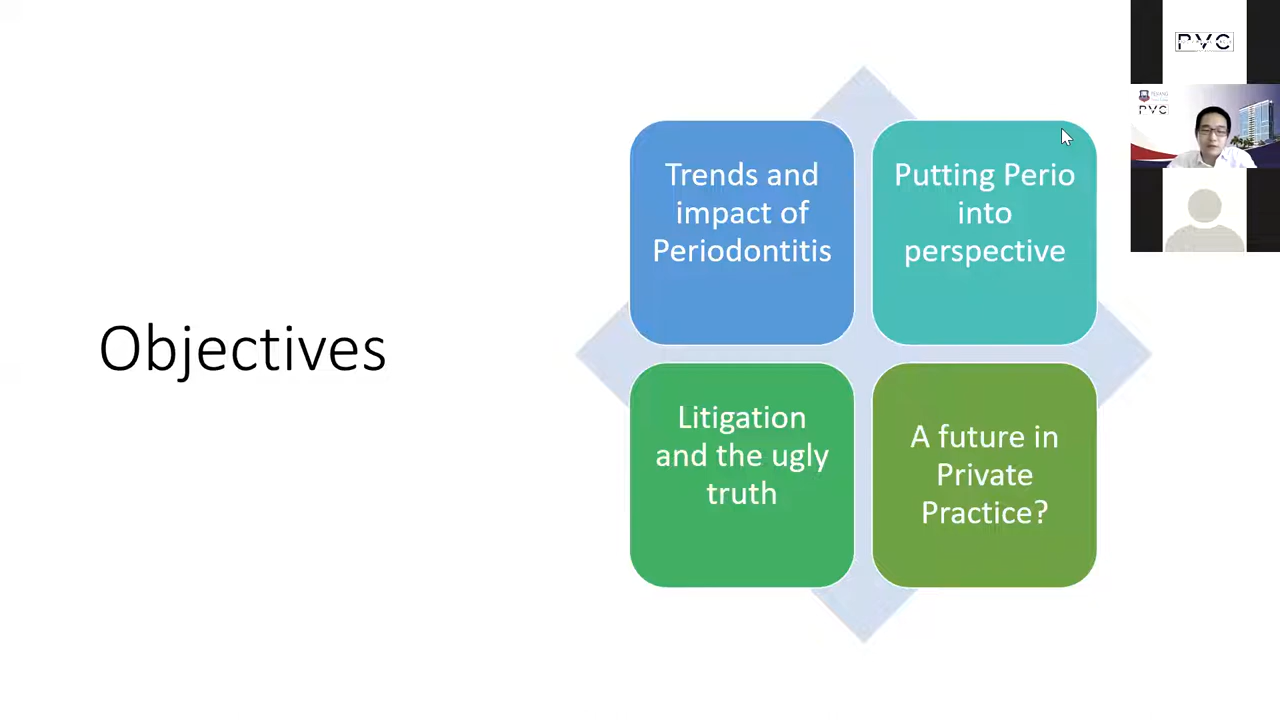 Objectives
Trends and
impact of
Periodontitis
Putting Perio
into
perspective
Litigation
and the ugly
truth
A future in
Private
Practice?
PVC
PVC